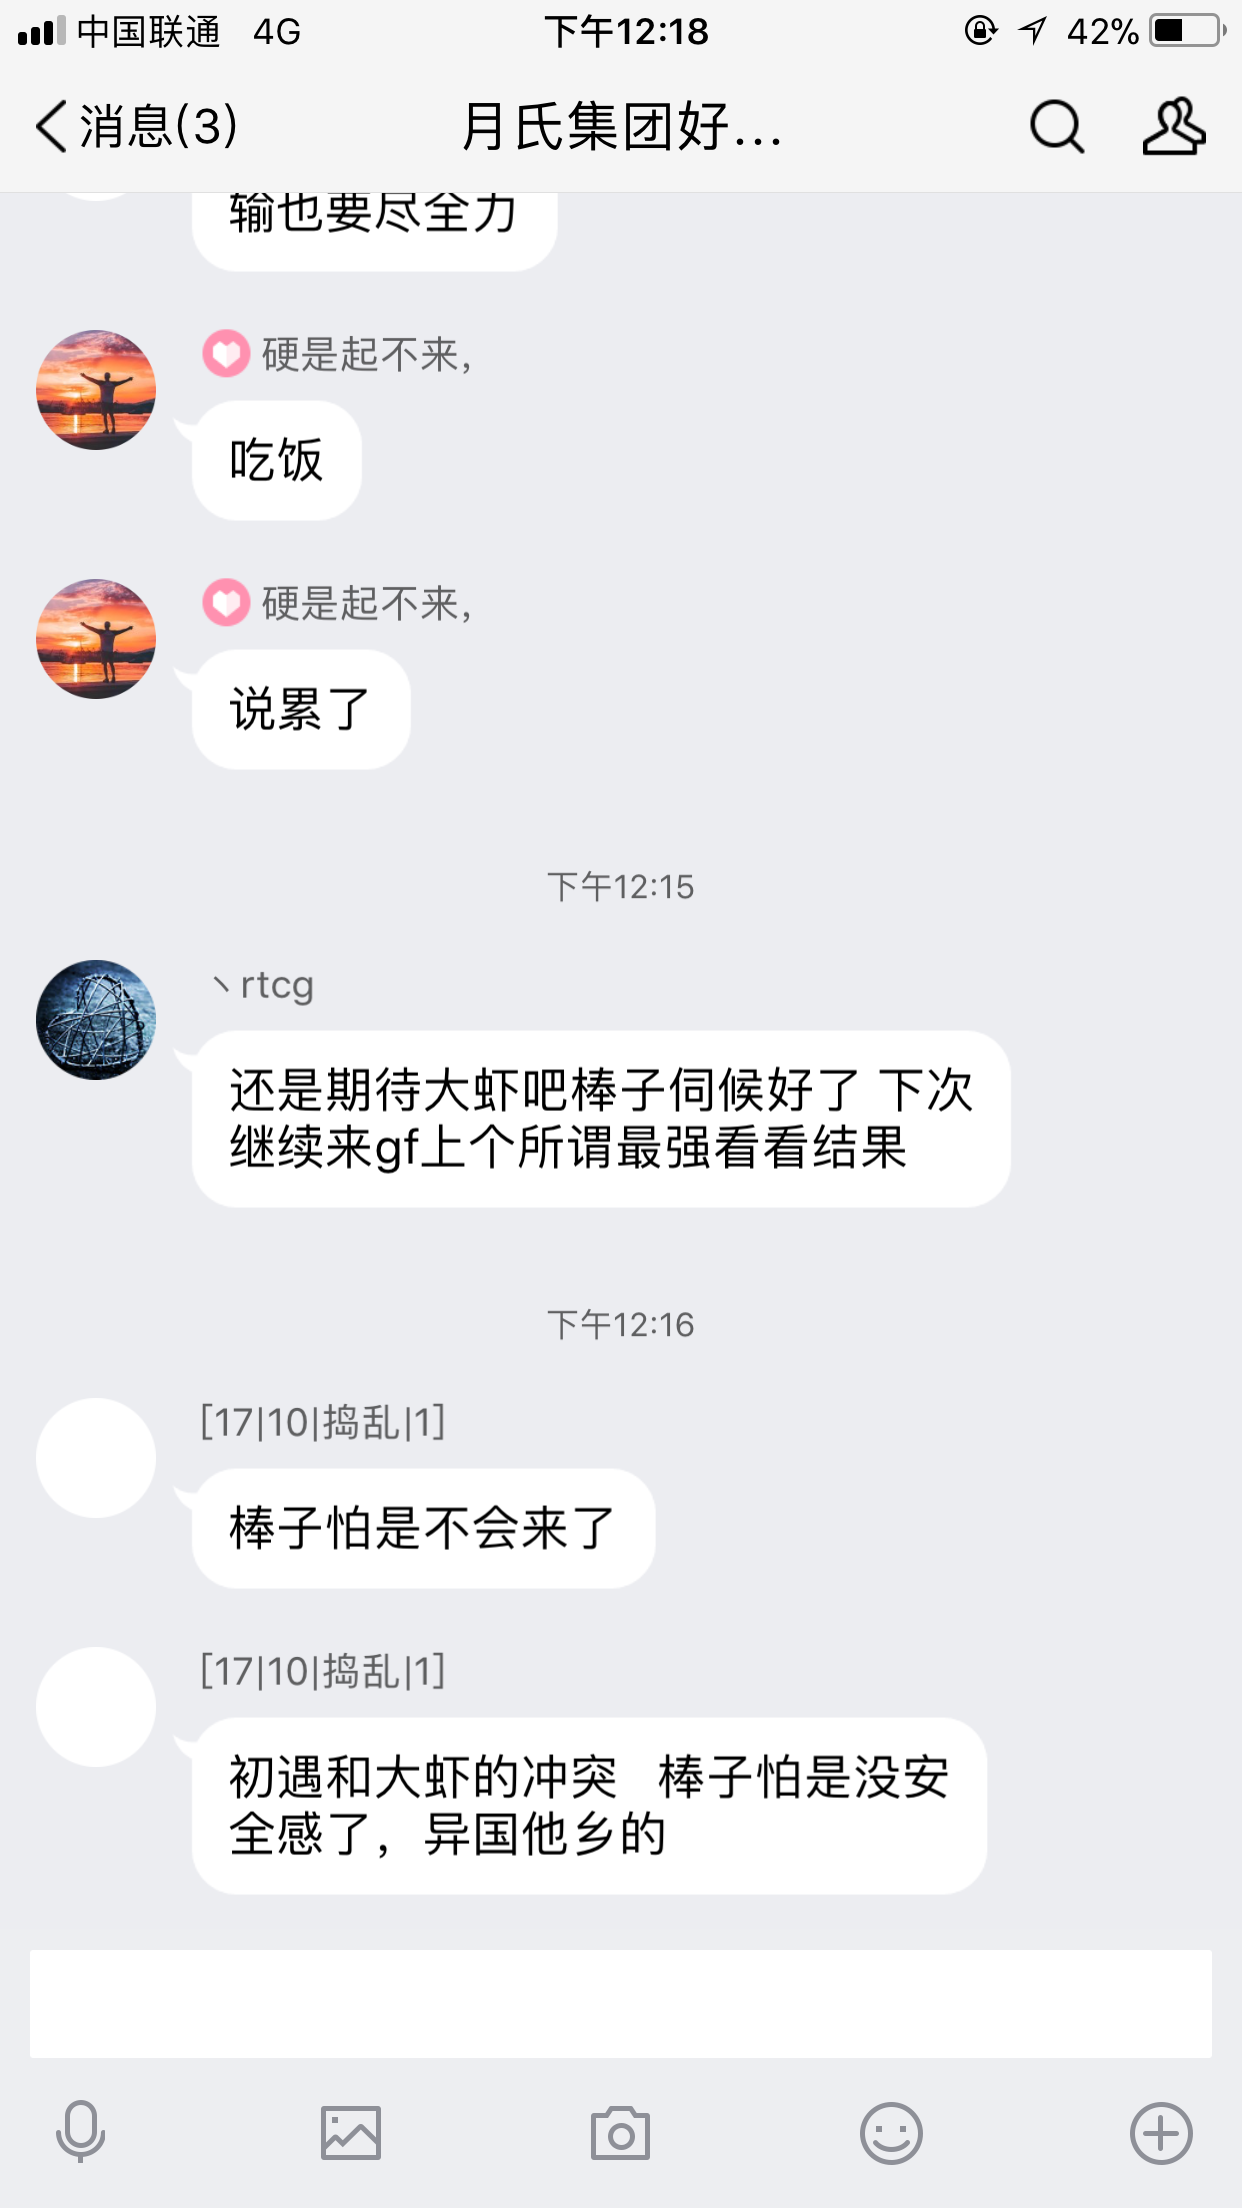 中国联通 4G 下午12:18 42%
消息(3) 月氏集团好...
输也要尽全力
硬是起不来，
吃饭
硬是起不来，
说累了
下午12:15
丶rtcg
还是期待大虾吧棒子伺候好了 下次
继续来gf上个所谓最强看看结果
下午12:16
[17|10|捣乱|1]
棒子怕是不会来了
[17|10|捣乱|1]
初遇和大虾的冲突 棒子怕是没安
全感了，异国他乡的